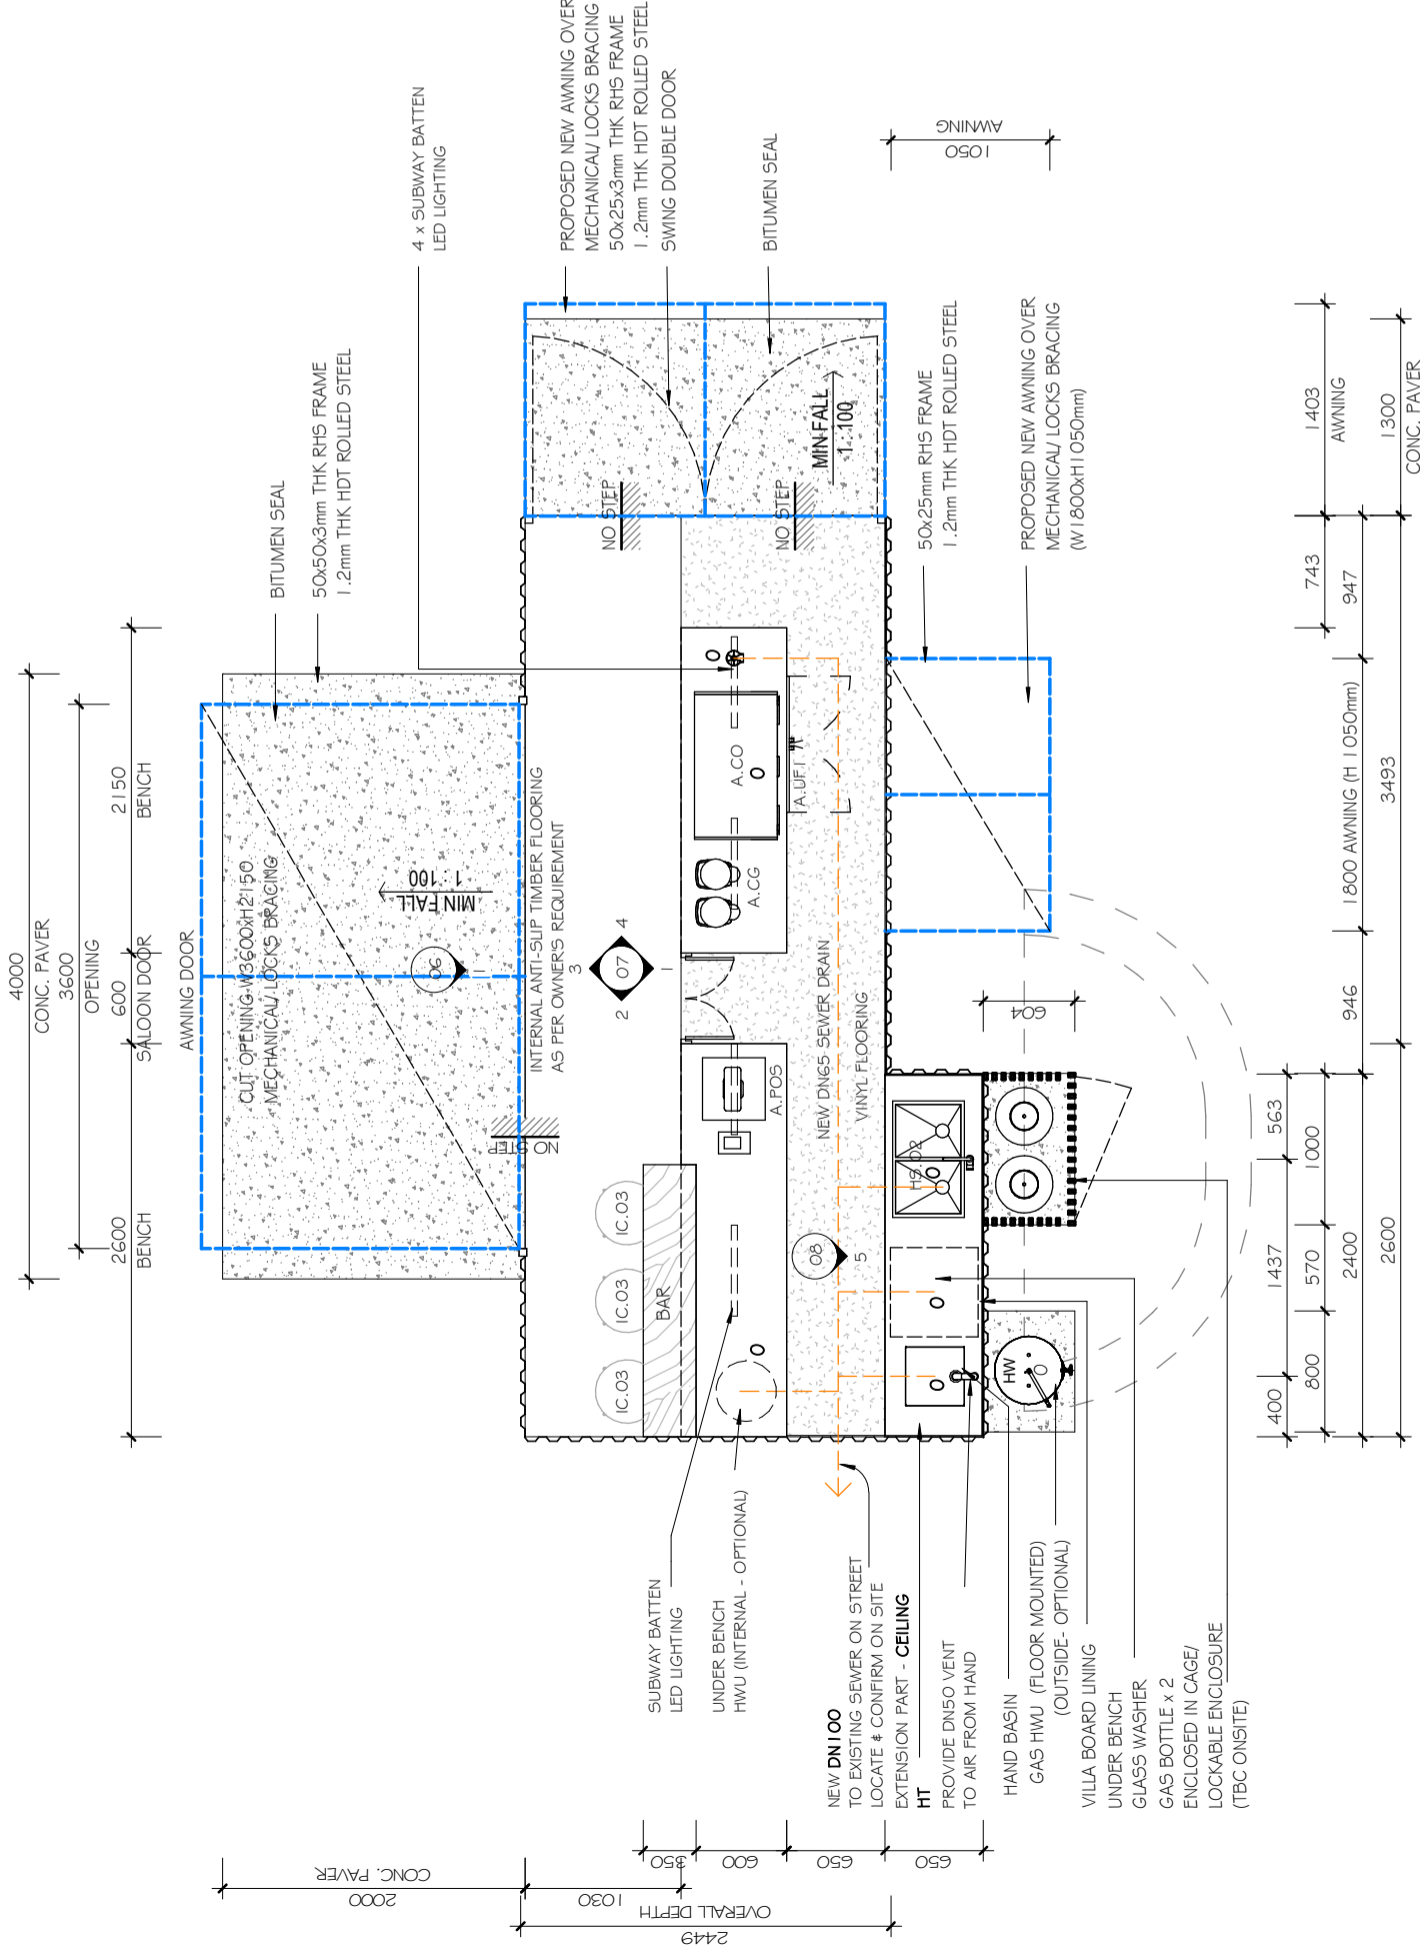 4000
CONC. PAVER
3600
OPENING
2600
BENCH
600
SALOON DOOR
2150
BENCH
AWNING DOOR
CUT OPENING W3600xH2150
MECHANICAL/ LOCKS BRACING
MIN FALL
1:100
06
1
BITUMEN SEAL
50x50x3mm THK RHS FRAME
1.2mm THK HDT ROLLED STEEL
4 x SUBWAY BATTEN
LED LIGHTING
PROPOSED NEW AWNING OVER
MECHANICAL/ LOCKS BRACING
50x25x3mm THK RHS FRAME
1.2mm THK HDT ROLLED STEEL
SWING DOUBLE DOOR
BITUMEN SEAL
NO STEP
INTERNAL ANTI-SLIP TIMBER FLOORING
AS PER OWNER'S REQUIREMENT
2
3
4
1
07
NO STEP
NO STEP
MIN FALL
1:100
IC.03
IC.03
IC.03
BAR
A.POS
A.CG
A.CO
A.UF1
NEW DN65 SEWER DRAIN
VINYL FLOORING
08
5
HS.02
HW
SUBWAY BATTEN
LED LIGHTING
UNDER BENCH
HWU (INTERNAL - OPTIONAL)
NEW DN100
TO EXISTING SEWER ON STREET
LOCATE & CONFIRM ON SITE
EXTENSION PART - CEILING
HT
PROVIDE DN50 VENT
TO AIR FROM HAND
HAND BASIN
GAS HWU (FLOOR MOUNTED)
(OUTSIDE- OPTIONAL)
VILLA BOARD LINING
UNDER BENCH
GLASS WASHER
GAS BOTTLE x 2
ENCLOSED IN CAGE/
LOCKABLE ENCLOSURE
(TBC ONSITE)
50x25mm RHS FRAME
1.2mm THK HDT ROLLED STEEL
PROPOSED NEW AWNING OVER
MECHANICAL/ LOCKS BRACING
(W1800xH1050mm)
1050
AWNING
604
2000
CONC. PAVER
1030
350
600
650
650
2449
OVERALL DEPTH
400
1437
563
743
1403
AWNING
800
570
1000
2400
946
1800 AWNING (H 1050mm)
947
2600
3493
1300
CONC. PAVER